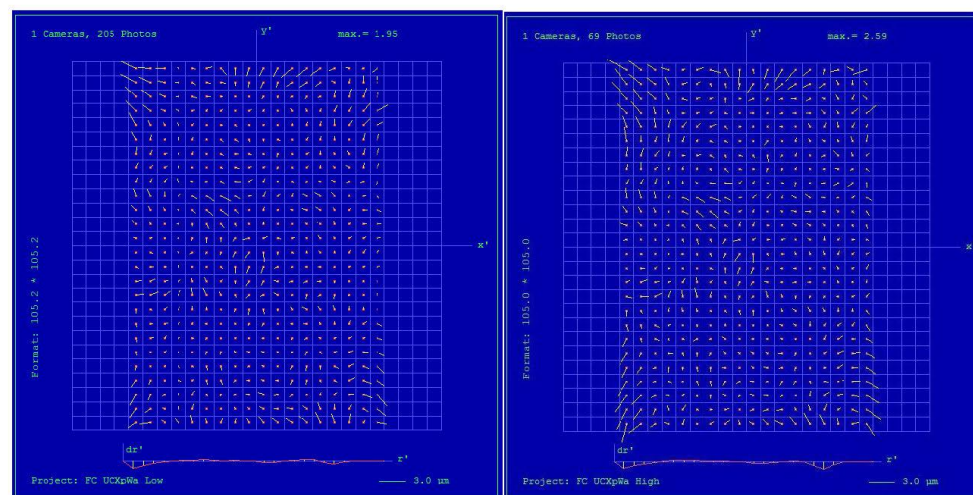 1 Cameras, 205 Photos
y'
max.= 1.95
x'
Format: 105.2 * 105.2
dr'
r'
Project: FC UCXpWa Low
3.0 µm
1 Cameras, 69 Photos
y'
max.= 2.59
x
Format: 105.0 * 105.0
dr'
r'
Project: FC UCXpWa High
3.0 µm